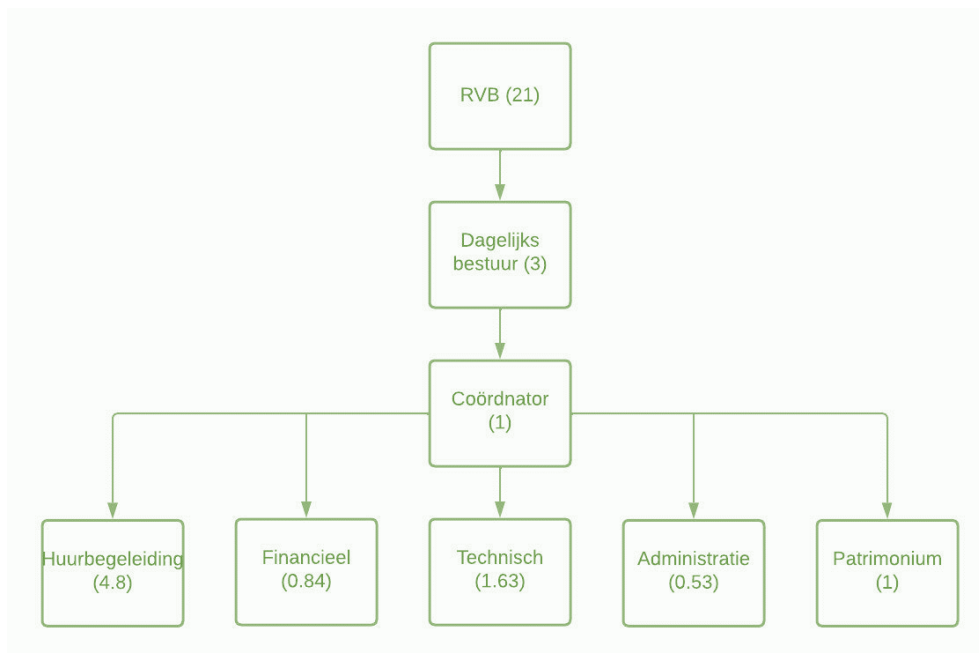 RVB (21)
Dagelijks
bestuur (3)
Coördnator
(1)
Huurbegeleiding
(4.8)
Financieel
(0.84)
Technisch
(1.63)
Administratie
(0.53)
Patrimonium
(1)